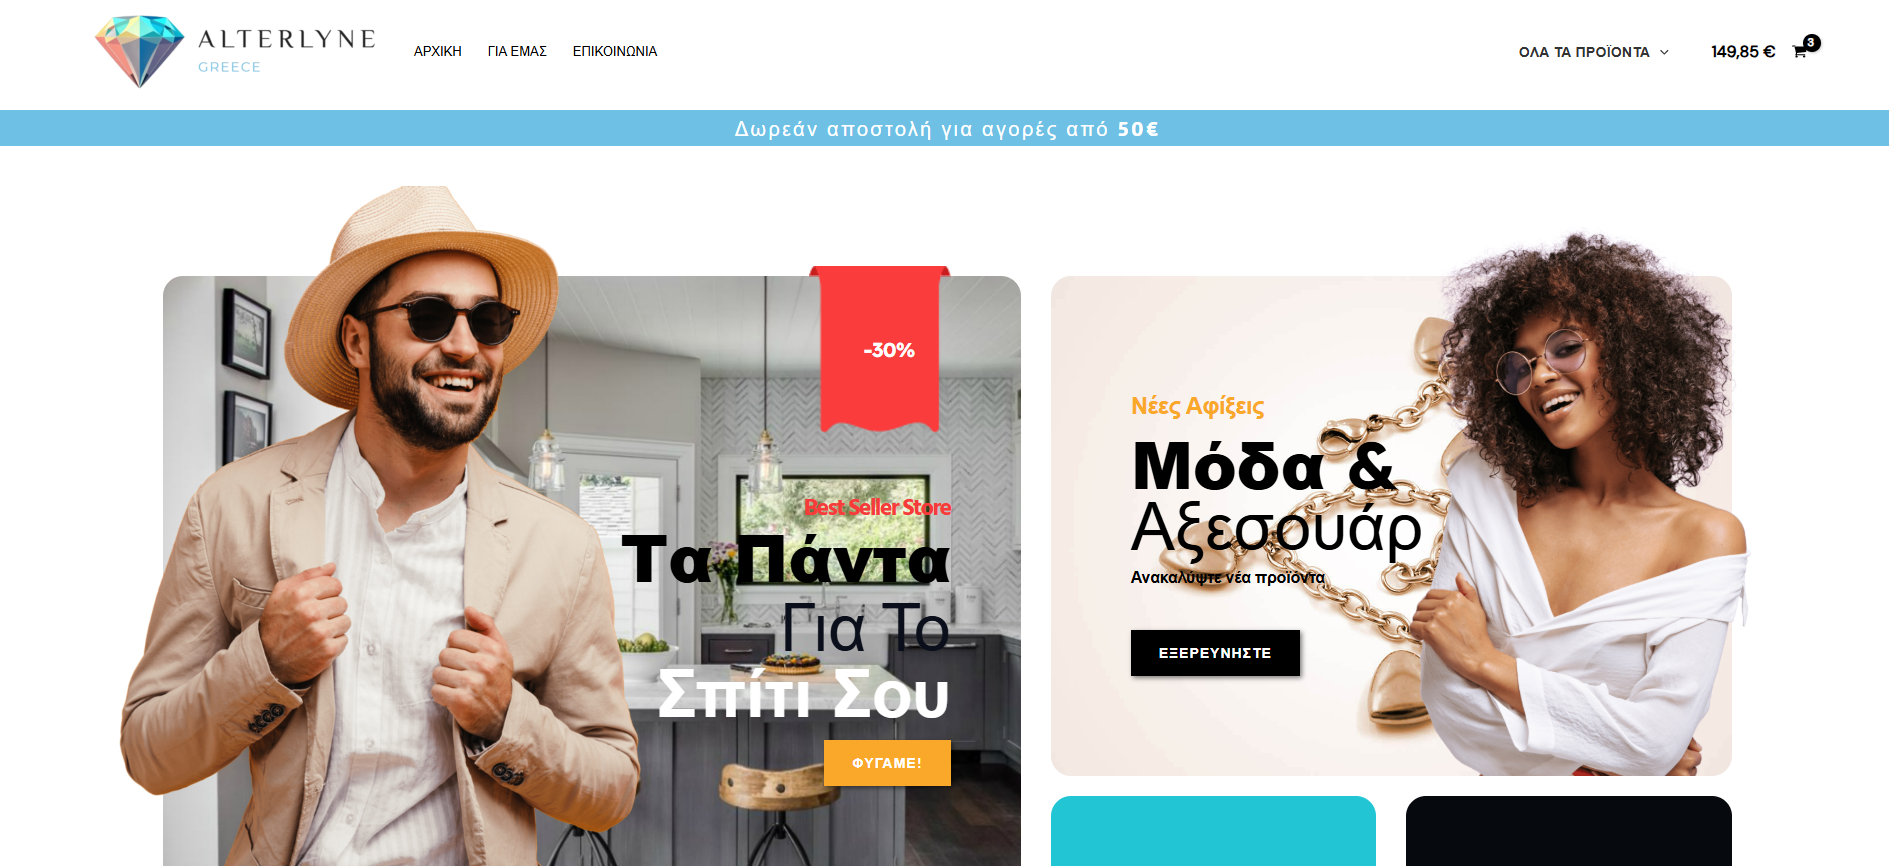 ALTERLYNE
GREECE
ΑΡΧΙΚΗ ΓΙΑ ΕΜΑΣ ΕΠΙΚΟΙΝΩΝΙΑ
ΟΛΑ ΤΑ ΠΡΟΪΟΝΤΑ 149,85 € 3
Δωρεάν αποστολή για αγορές από 50€
-30%
Best Seller Store
Τα Πάντα
Για Το
Σπίτι Σου
ΦΥΓΑΜΕ!
Νέες Αφίξεις
Μόδα &
Αξεσουάρ
Ανακαλύψτε νέα προϊόντα
ΕΞΕΡΕΥΝΗΣΤΕ